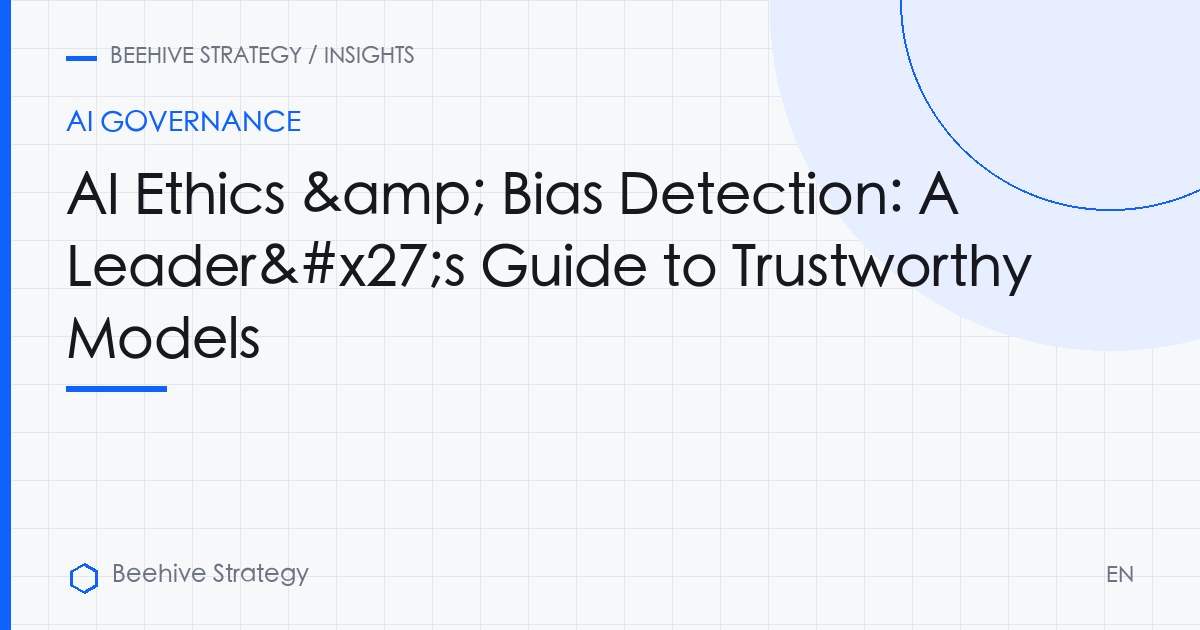 BEEHIVE STRATEGY / INSIGHTS
AI GOVERNANCE
AI Ethics &amp; Bias Detection: A
Leader&#x27;s Guide to Trustworthy
Models
Beehive Strategy
EN